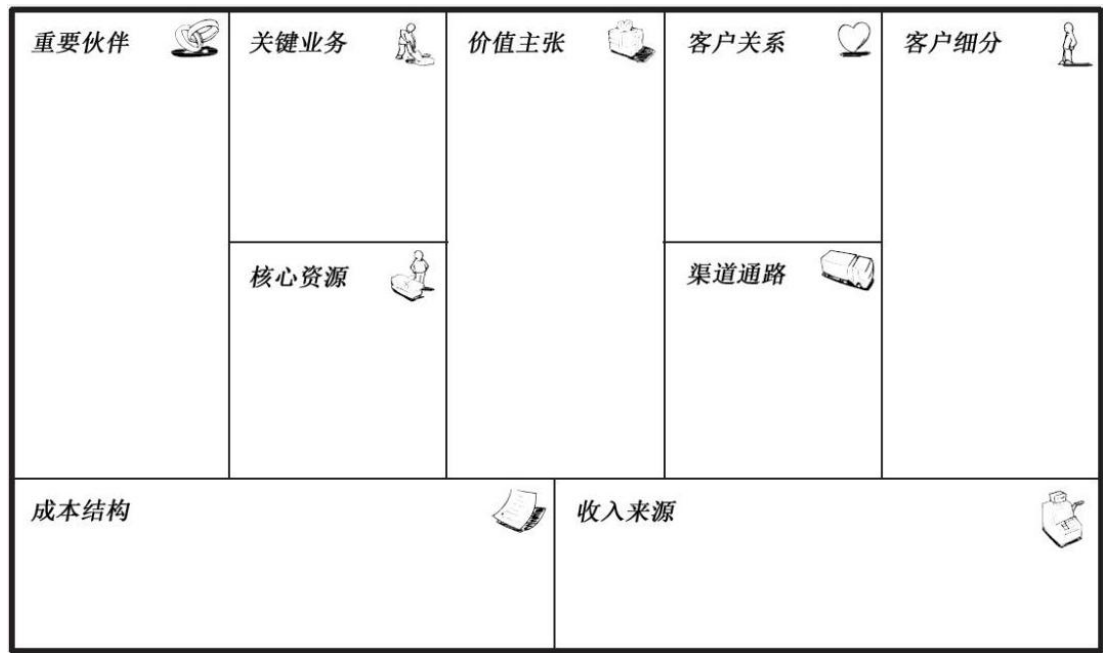 重要伙伴
关键业务
价值主张
客户关系
客户细分
核心资源
渠道通路
成本结构
收入来源